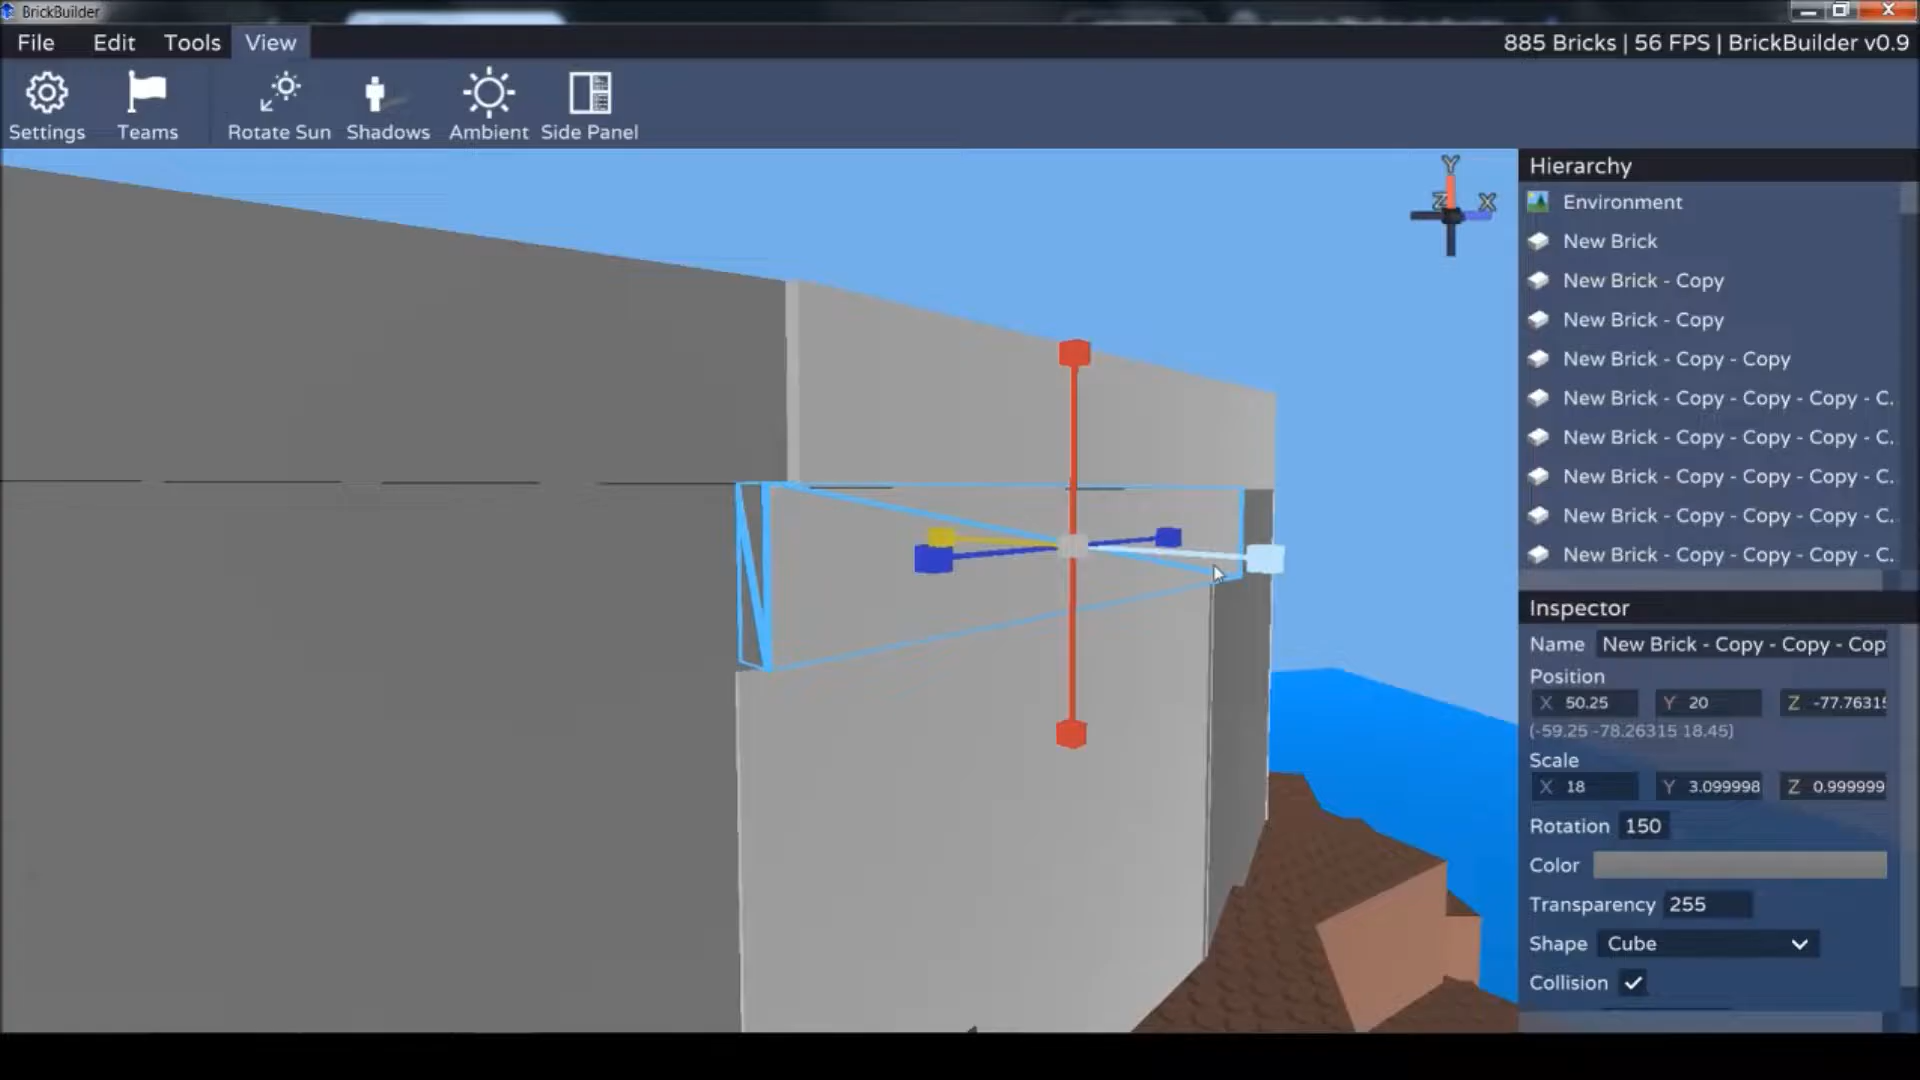 BrickBuilder
File Edit Tools View 885 Bricks | 56 FPS | BrickBuilder v0.9
Settings Teams Rotate Sun Shadows Ambient Side Panel
Y
Z X
Hierarchy
Environment
New Brick
New Brick - Copy
New Brick - Copy
New Brick - Copy - Copy
New Brick - Copy - Copy - Copy - C.
New Brick - Copy - Copy - Copy - C.
New Brick - Copy - Copy - Copy - C.
New Brick - Copy - Copy - Copy - C.
New Brick - Copy - Copy - Copy - C.
Inspector
Name New Brick - Copy - Copy - Cop
Position
X 50.25 Y 20 Z -77.76315
(-59.25 -78.26315 18.45)
Scale
X 18 Y 3.099998 Z 0.999999
Rotation 150
Color
Transparency 255
Shape Cube
Collision